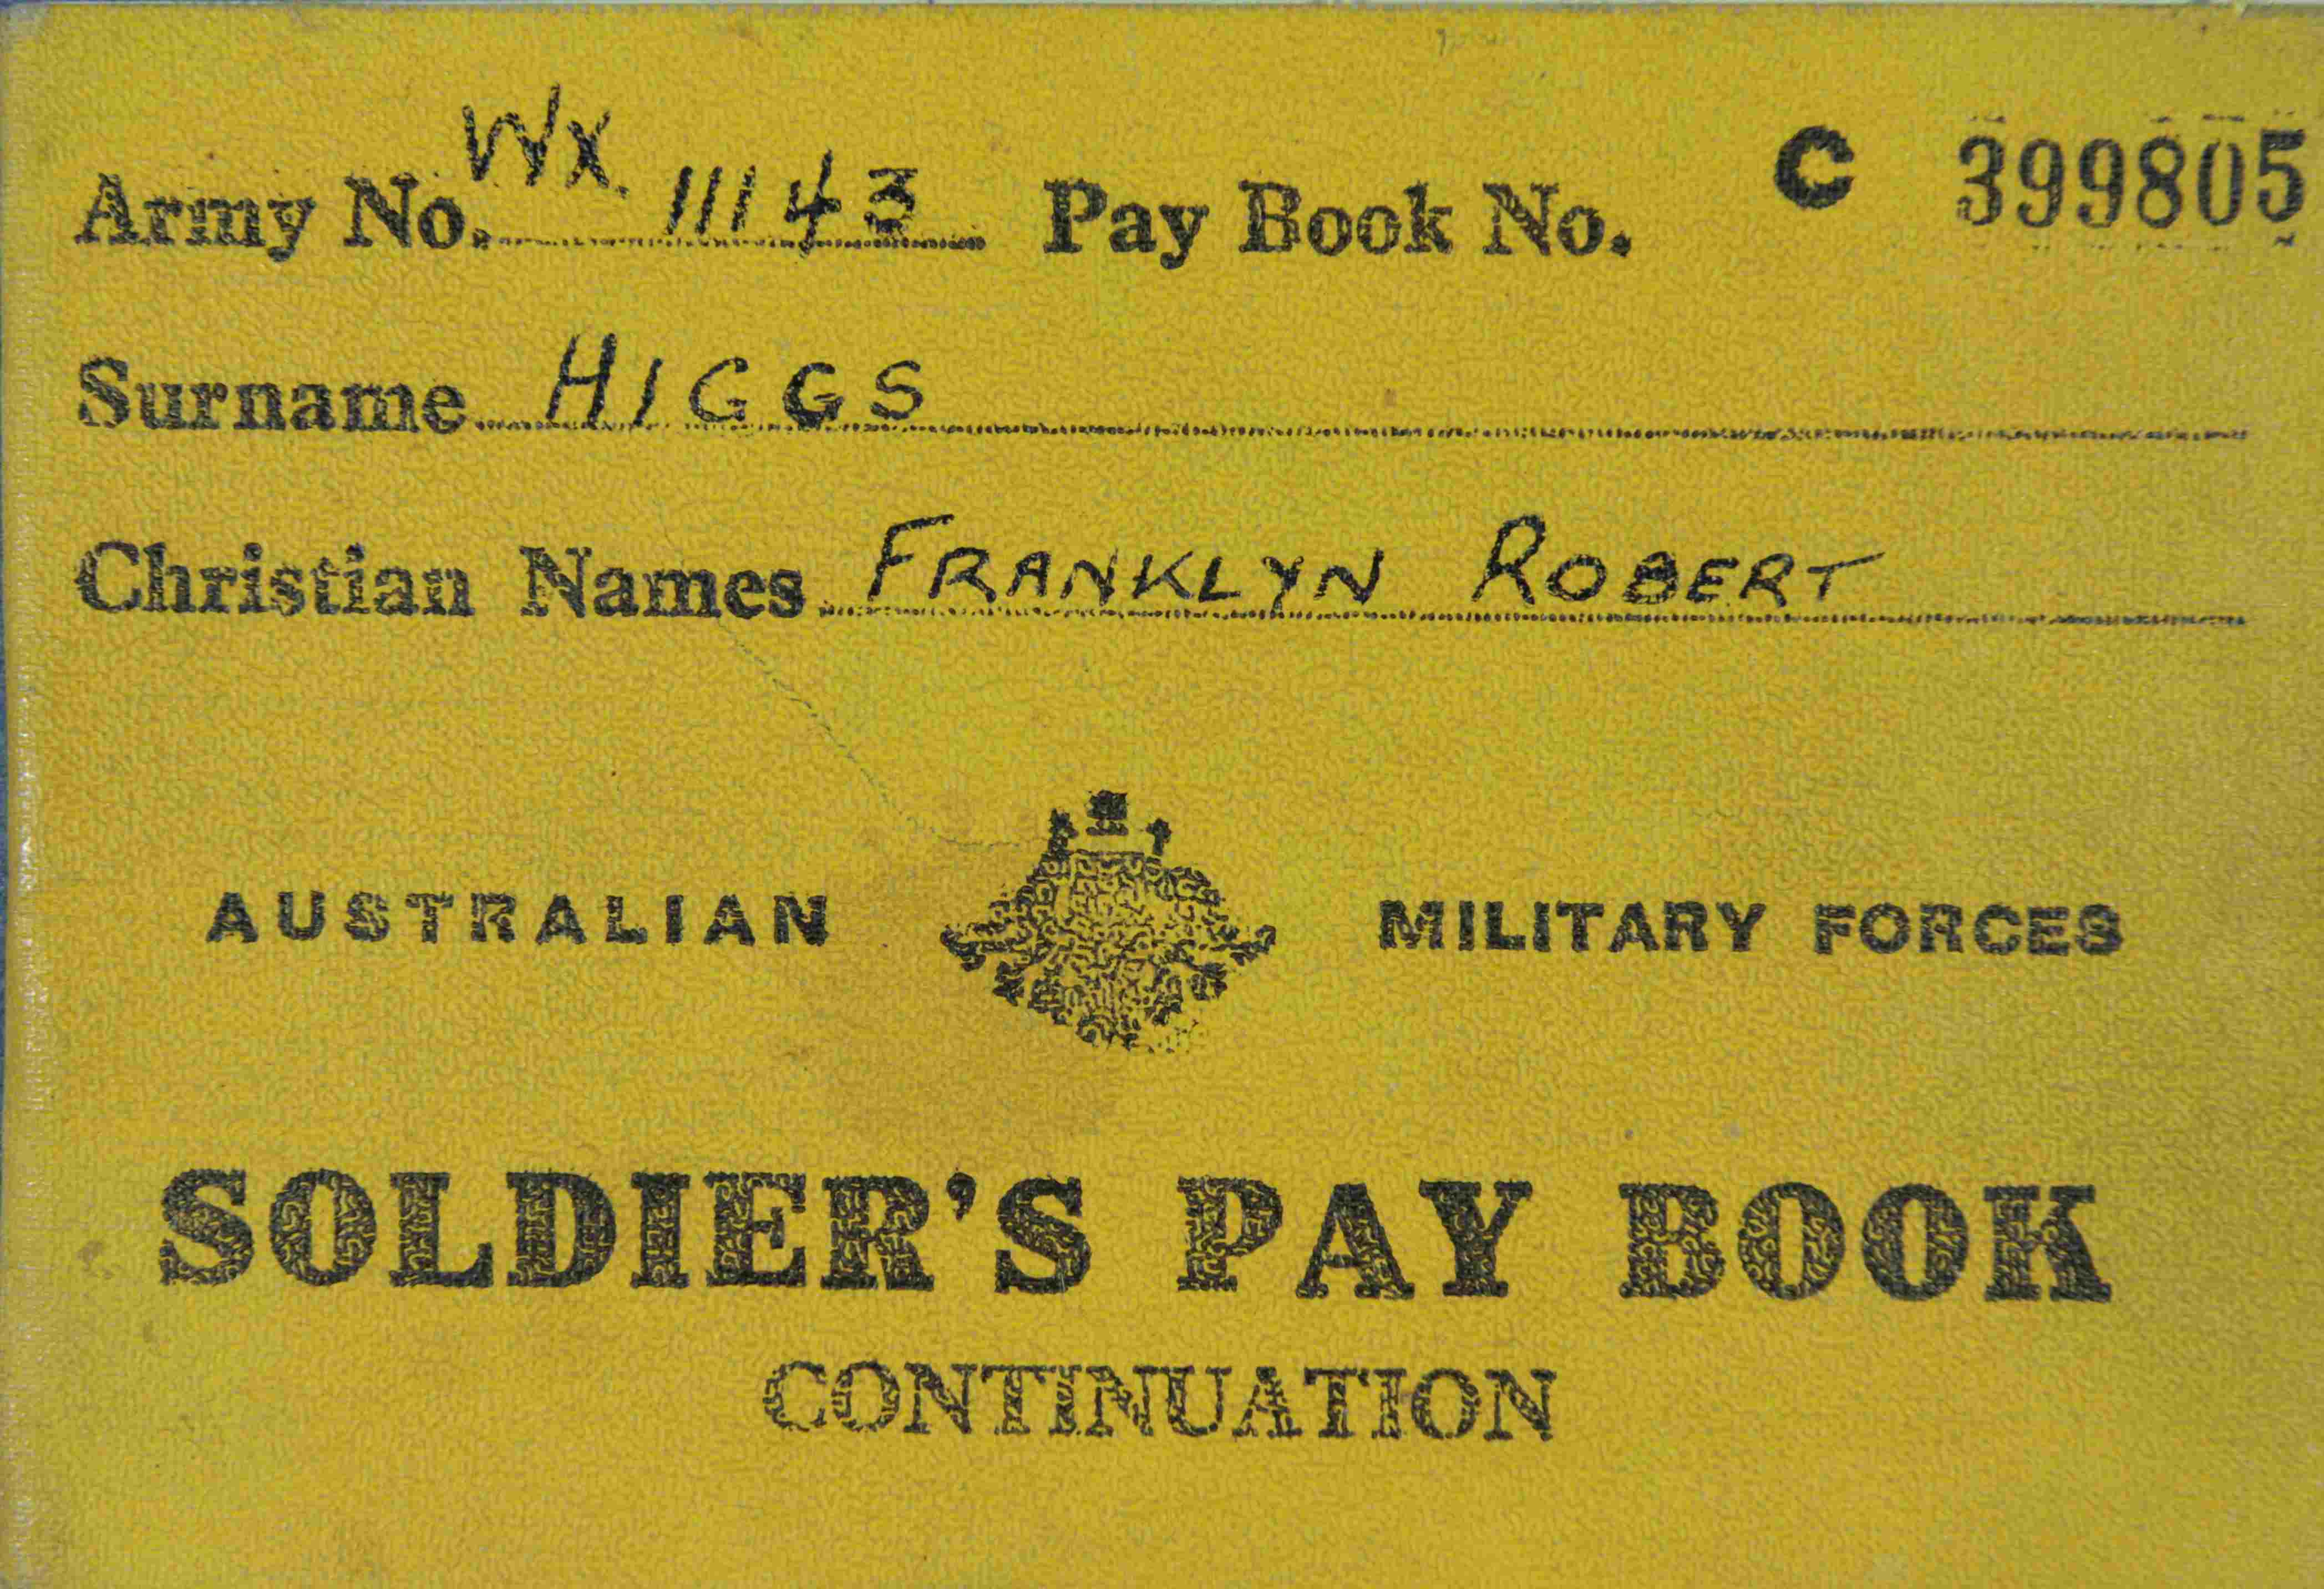 Army No. WX. 11143 Pay Book No. C 399805
Surname HIGGS
Christian Names FRANKLYN ROBERT
AUSTRALIAN MILITARY FORCES
SOLDIER'S PAY BOOK
CONTINUATION